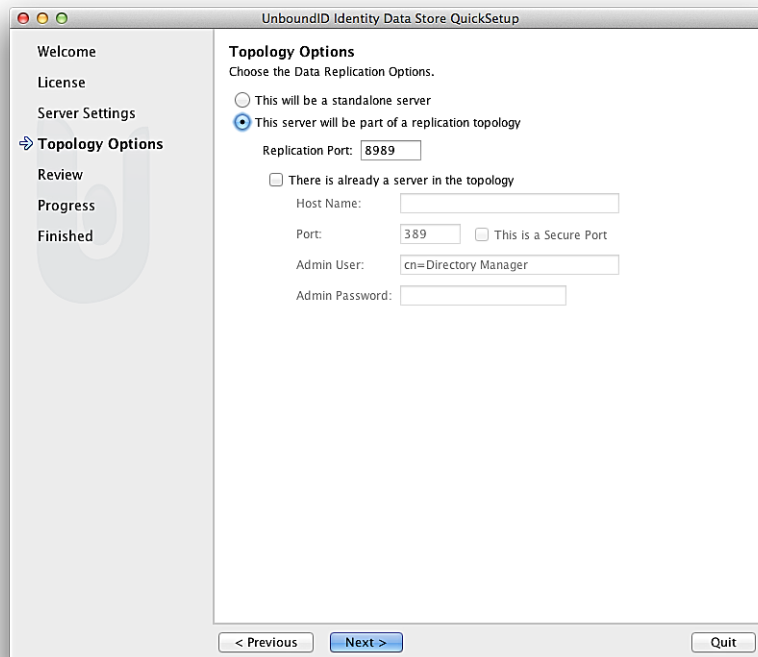 UnboundID Identity Data Store QuickSetup
Welcome
License
Server Settings
Topology Options
Review
Progress
Finished
Topology Options
Choose the Data Replication Options.
This will be a standalone server
This server will be part of a replication topology
Replication Port: 8989
There is already a server in the topology
Host Name:
Port: 389 This is a Secure Port
Admin User: cn=Directory Manager
Admin Password:
< Previous Next > Quit